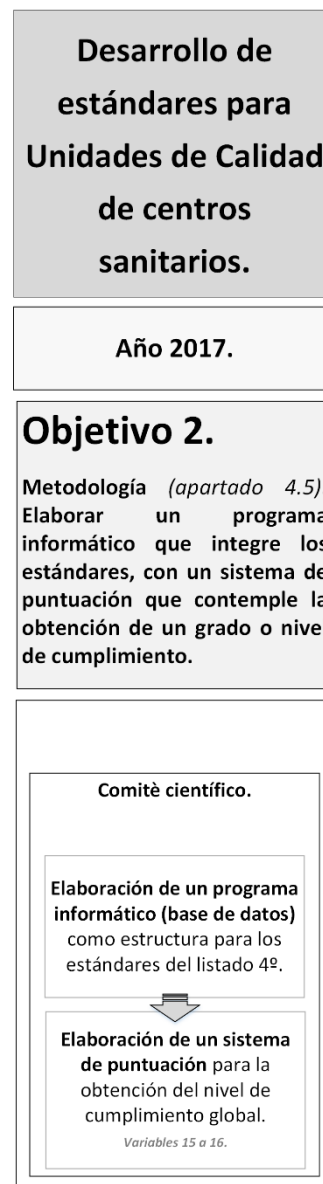 Desarrollo de
estándares para
Unidades de Calidad
de centros
sanitarios.
Año 2017.
Objetivo 2.
Metodología (apartado 4.5)
Elaborar un programa
informático que integre los
estándares, con un sistema de
puntuación que contemple la
obtención de un grado o nivel
de cumplimiento.
Comitè científico.
Elaboración de un programa
informático (base de datos)
como estructura para los
estándares del listado 4º.
Elaboración de un sistema
de puntuación para la
obtención del nivel de
cumplimiento global.
Variables 15 a 16.